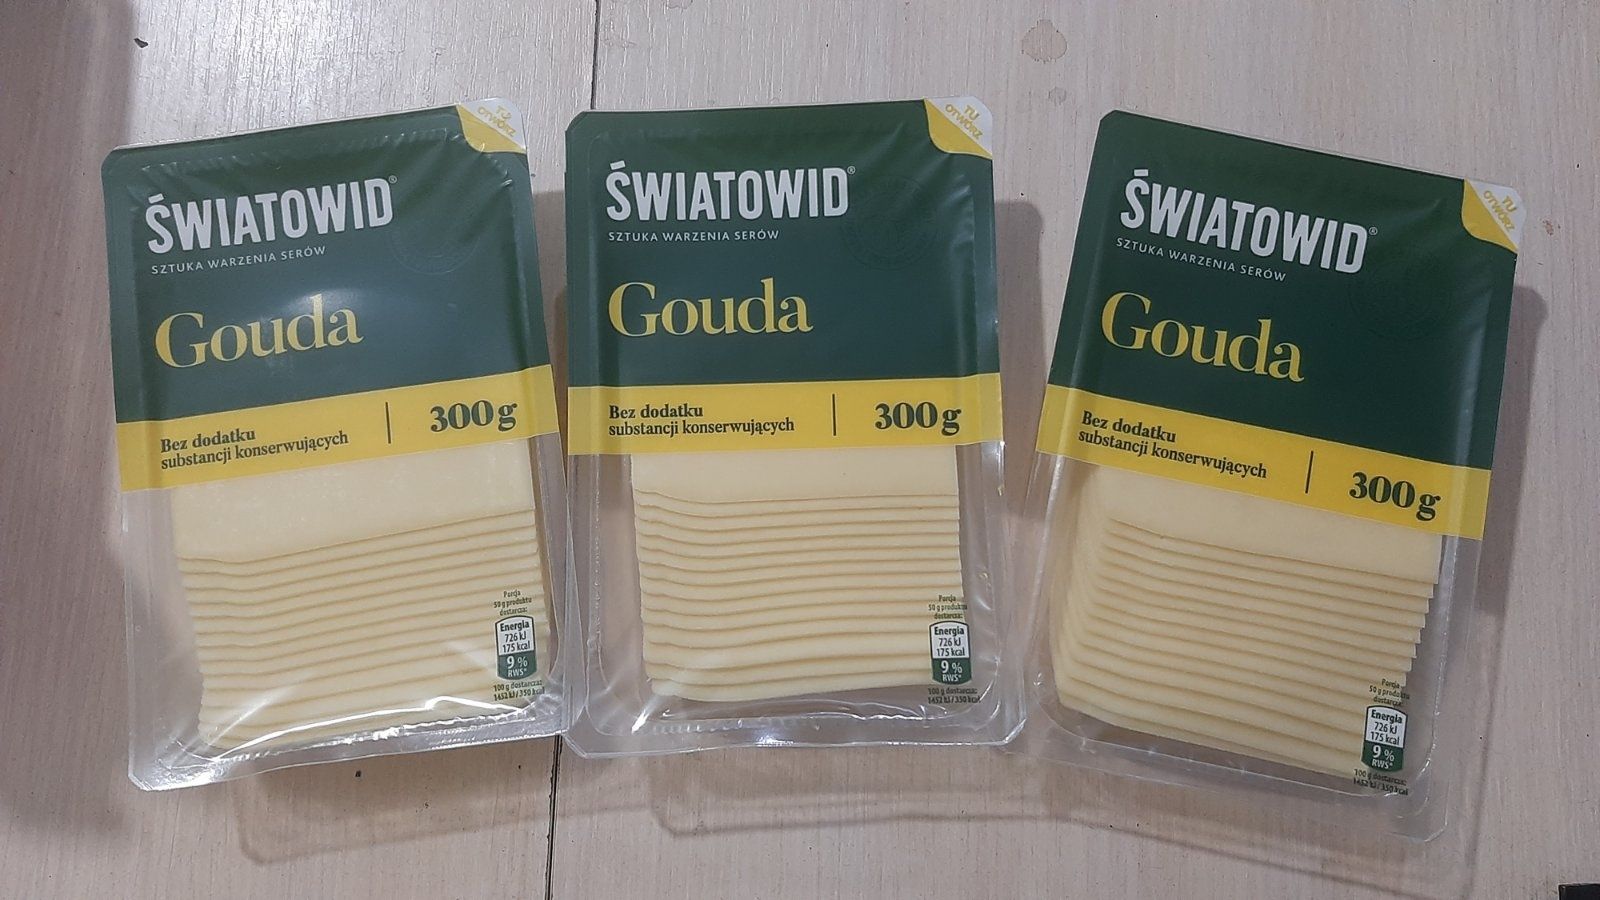 TU
OTWÓRZ
ŚWIATOWID®
SZTUKA WARZENIA SERÓW
Gouda
Bez dodatku
substancji konserwujących
300g
Porcja
50 g produktu
dostarcza:
Energia
726 kJ
175 kcal
9 %
RWS*
100 g dostarcza:
1452 kJ / 350 kcal
TU
OTWÓRZ
ŚWIATOWID®
SZTUKA WARZENIA SERÓW
Gouda
Bez dodatku
substancji konserwujących
300g
Porcja
50 g produktu
dostarcza:
Energia
726 kJ
175 kcal
9 %
RWS*
100 g dostarcza:
1452 kJ / 350 kcal
TU
OTWÓRZ
ŚWIATOWID®
SZTUKA WARZENIA SERÓW
Gouda
Bez dodatku
substancji konserwujących
300g
Porcja
50 g produktu
dostarcza:
Energia
726 kJ
175 kcal
9 %
RWS*
100 g dostarcza:
1452 kJ / 350 kcal